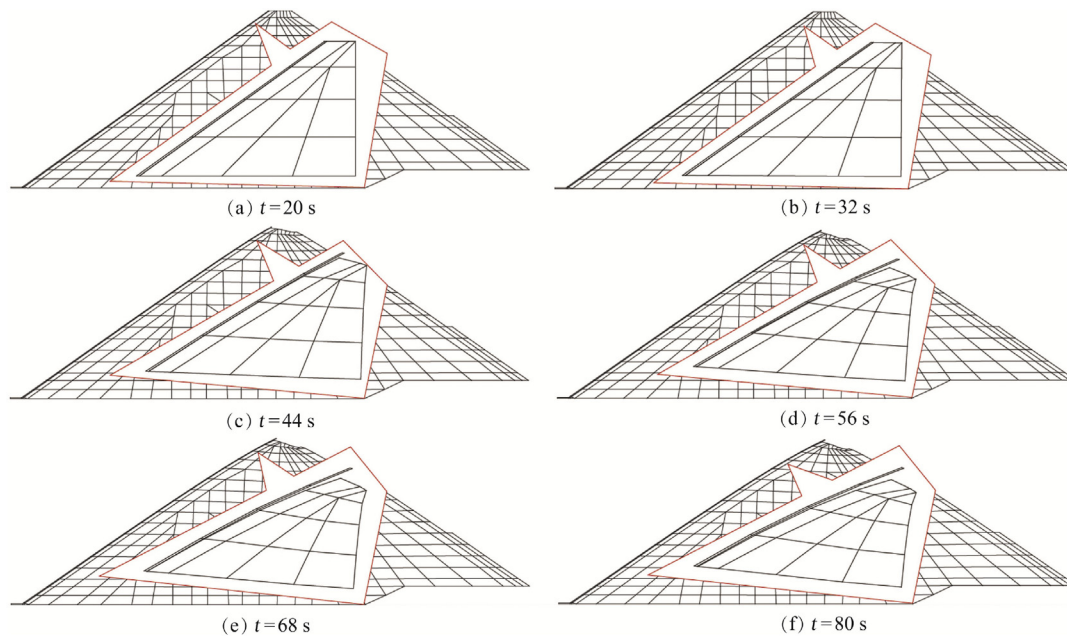 (a) t=20 s
(b) t=32 s
(c) t=44 s
(d) t=56 s
(e) t=68 s
(f) t=80 s